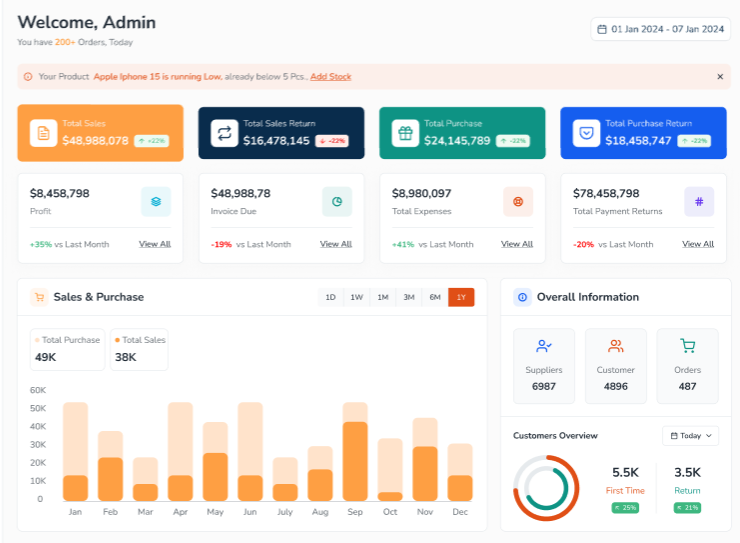 Welcome, Admin
You have 200+ Orders, Today
01 Jan 2024 - 07 Jan 2024
Your Product Apple Iphone 15 is running Low, already below 5 Pcs., Add Stock
Total Sales
$48,988,078 +22%
Total Sales Return
$16,478,145 -22%
Total Purchase
$24,145,789 +22%
Total Purchase Return
$18,458,747 +22%
$8,458,798
Profit
+35% vs Last Month View All
$48,988,78
Invoice Due
-19% vs Last Month View All
$8,980,097
Total Expenses
+41% vs Last Month View All
$78,458,798
Total Payment Returns
-20% vs Last Month View All
Sales & Purchase
1D 1W 1M 3M 6M 1Y
Total Purchase
49K
Total Sales
38K
60K
50K
40K
30K
20K
10K
0
Jan Feb Mar Apr May Jun July Aug Sep Oct Nov Dec
Overall Information
Suppliers
6987
Customer
4896
Orders
487
Customers Overview
Today
5.5K
First Time
25%
3.5K
Return
21%